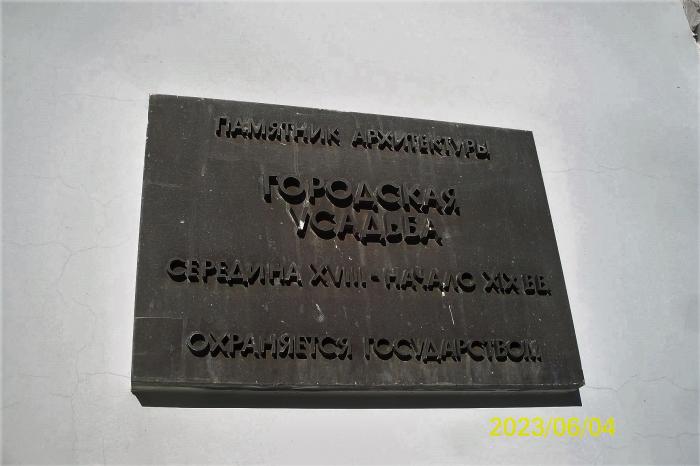 ПАМЯТНИК АРХИТЕКТУРЫ
ГОРОДСКАЯ
УСАДЬБА
СЕРЕДИНА XVIII - НАЧАЛО XIX ВВ.
ОХРАНЯЕТСЯ ГОСУДАРСТВОМ
2023/06/04